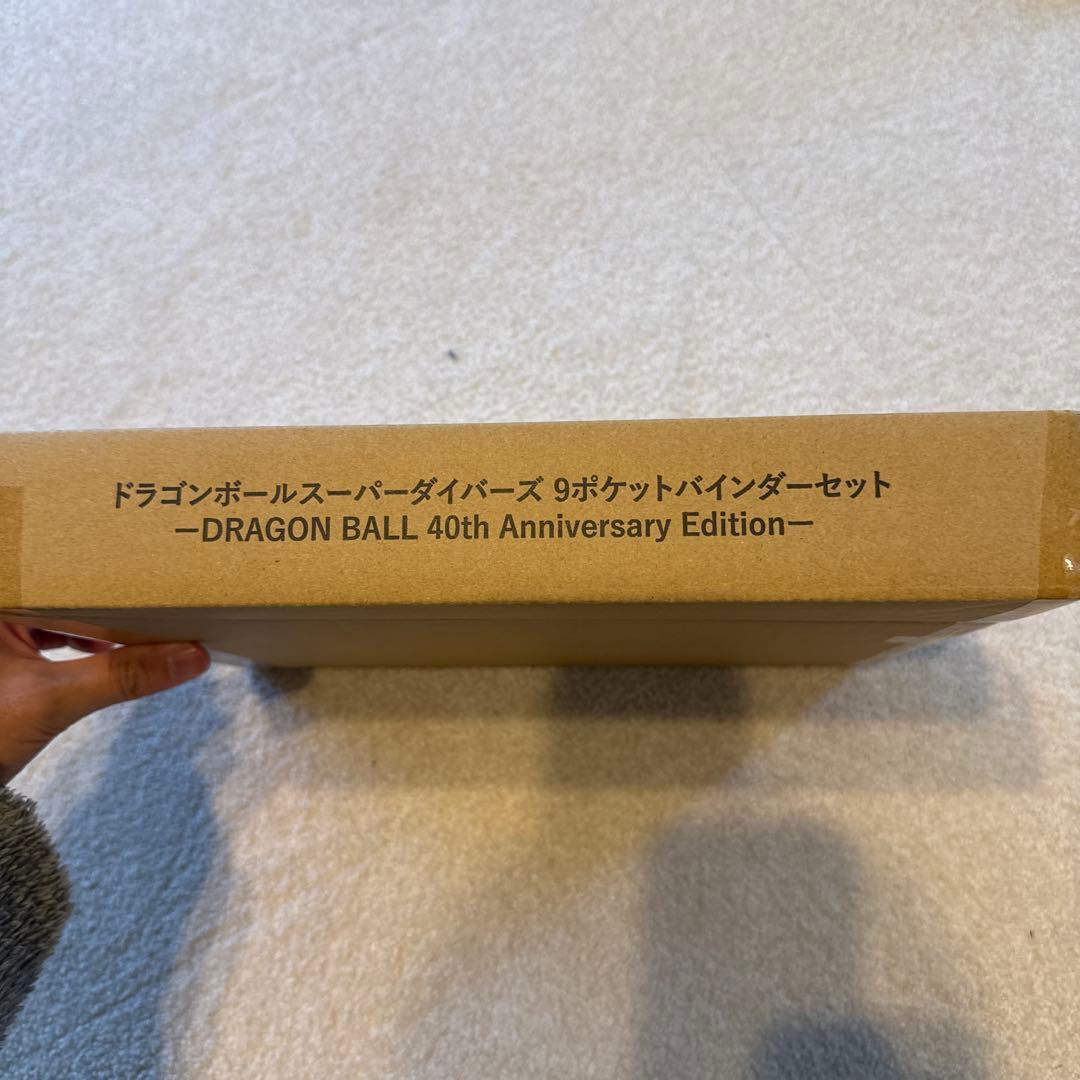 ドラゴンボールスーパーダイバーズ 9ポケットバインダーセット
ーDRAGON BALL 40th Anniversary Editionー